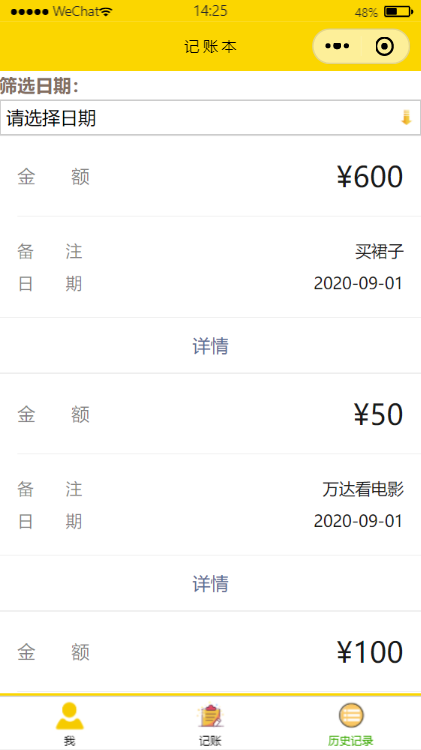 WeChat 14:25 48%
记账本
筛选日期:
请选择日期
金 额 ¥600
备 注 买裙子
日 期 2020-09-01
详情
金 额 ¥50
备 注 万达看电影
日 期 2020-09-01
详情
金 额 ¥100
我 记账 历史记录